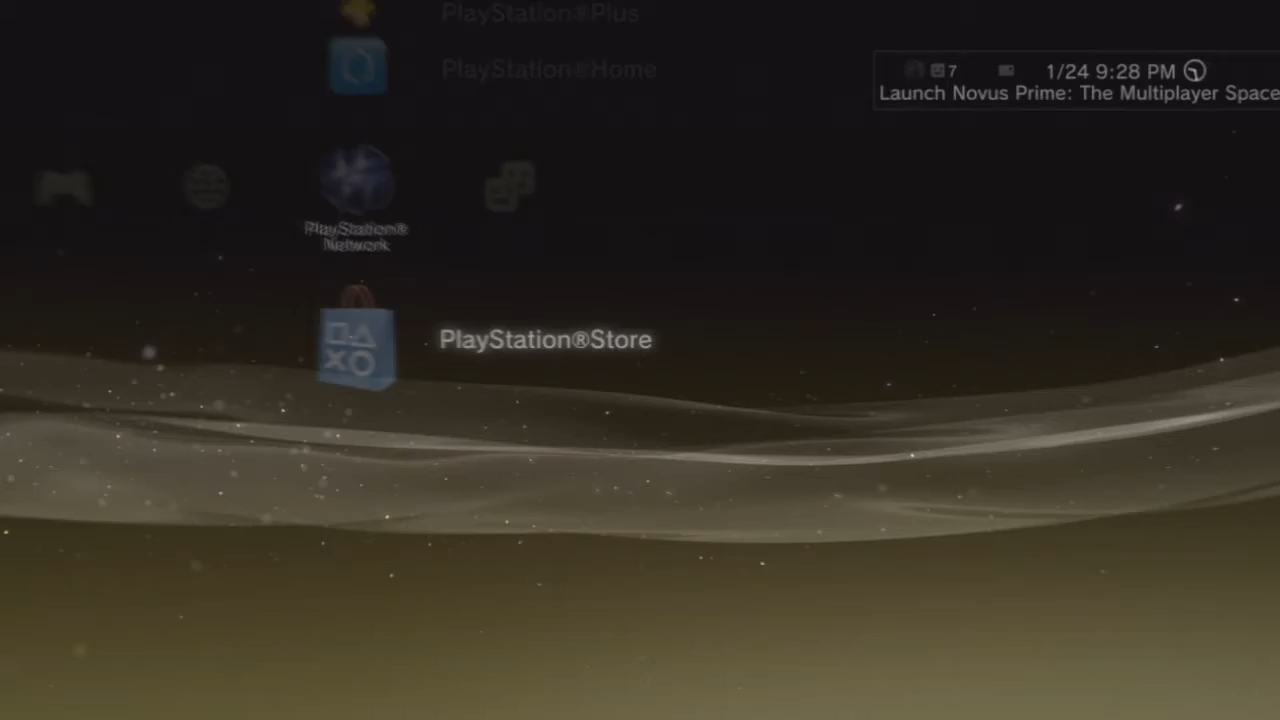 PlayStation®Plus
PlayStation®Home
7 1/24 9:28 PM
Launch Novus Prime: The Multiplayer Space
PlayStation®
Network
PlayStation®Store